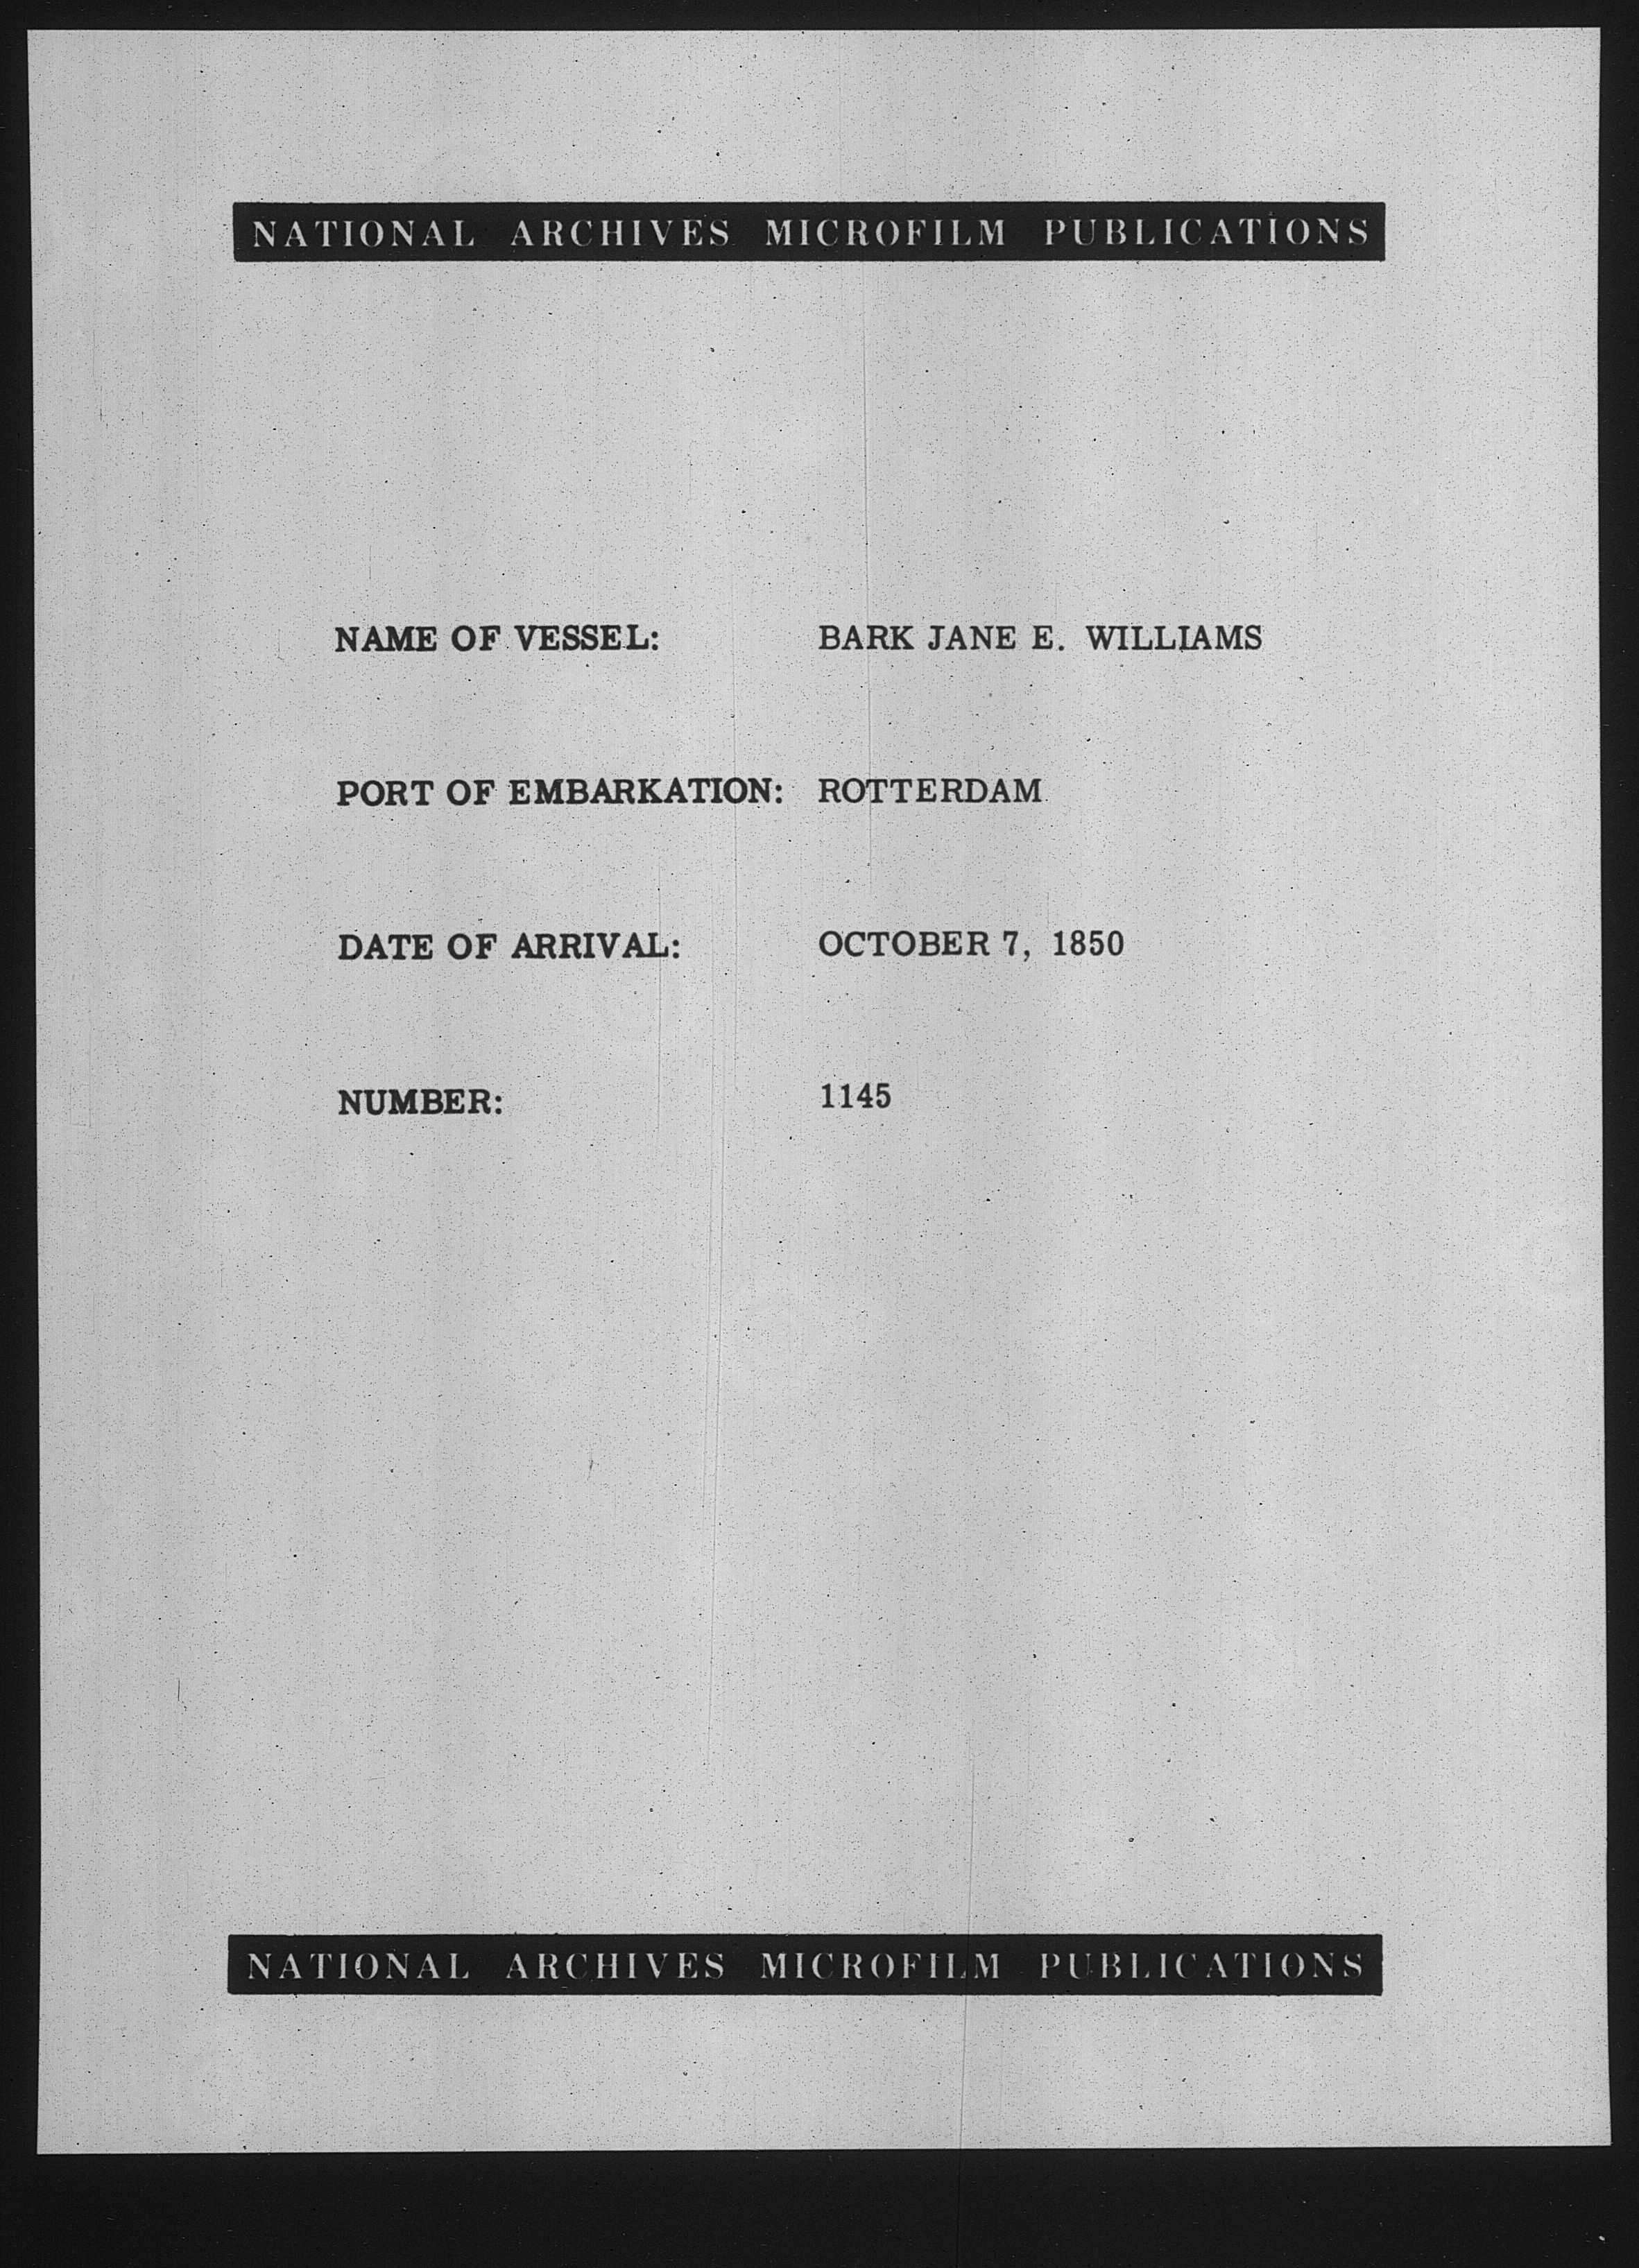 NATIONAL ARCHIVES MICROFILM PUBLICATIONS
NAME OF VESSEL: BARK JANE E. WILLIAMS
PORT OF EMBARKATION: ROTTERDAM
DATE OF ARRIVAL: OCTOBER 7, 1850
NUMBER: 1145
NATIONAL ARCHIVES MICROFILM PUBLICATIONS